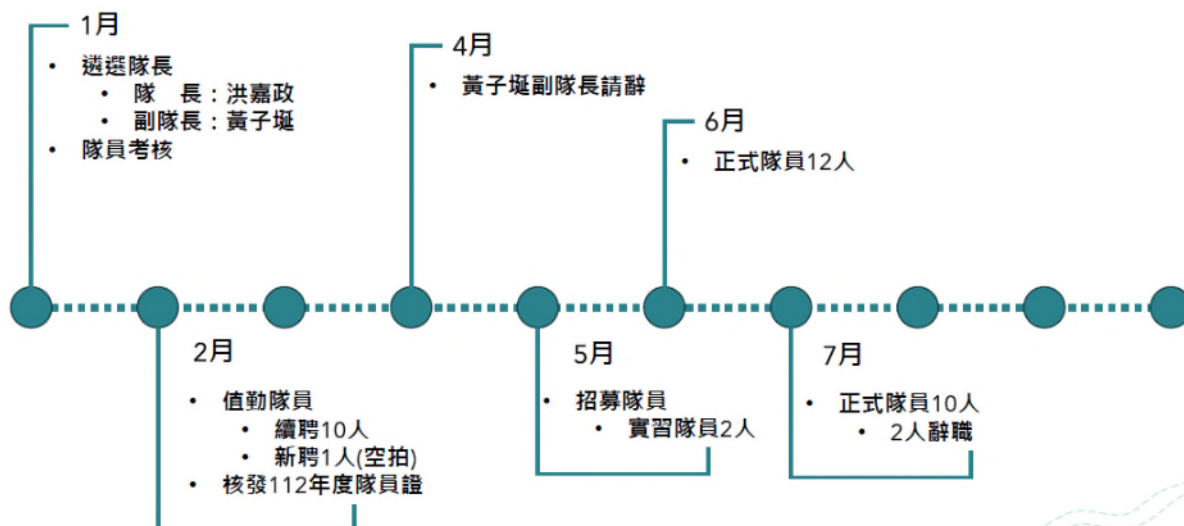 1月
• 遴選隊長
• 隊　長：洪嘉政
• 副隊長：黃子埏
• 隊員考核
4月
• 黃子埏副隊長請辭
6月
• 正式隊員12人
2月
• 值勤隊員
• 續聘10人
• 新聘1人(空拍)
• 核發112年度隊員證
5月
• 招募隊員
• 實習隊員2人
7月
• 正式隊員10人
• 2人辭職